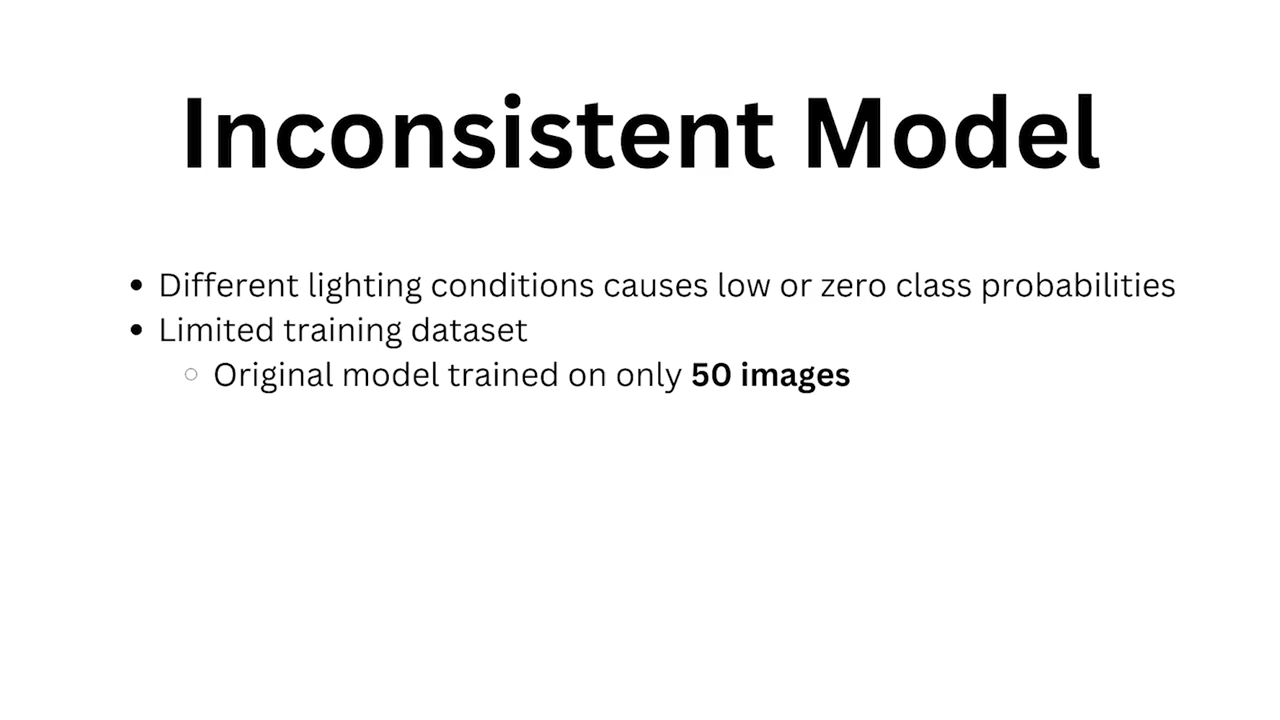 Inconsistent Model
• Different lighting conditions causes low or zero class probabilities
• Limited training dataset
○ Original model trained on only 50 images